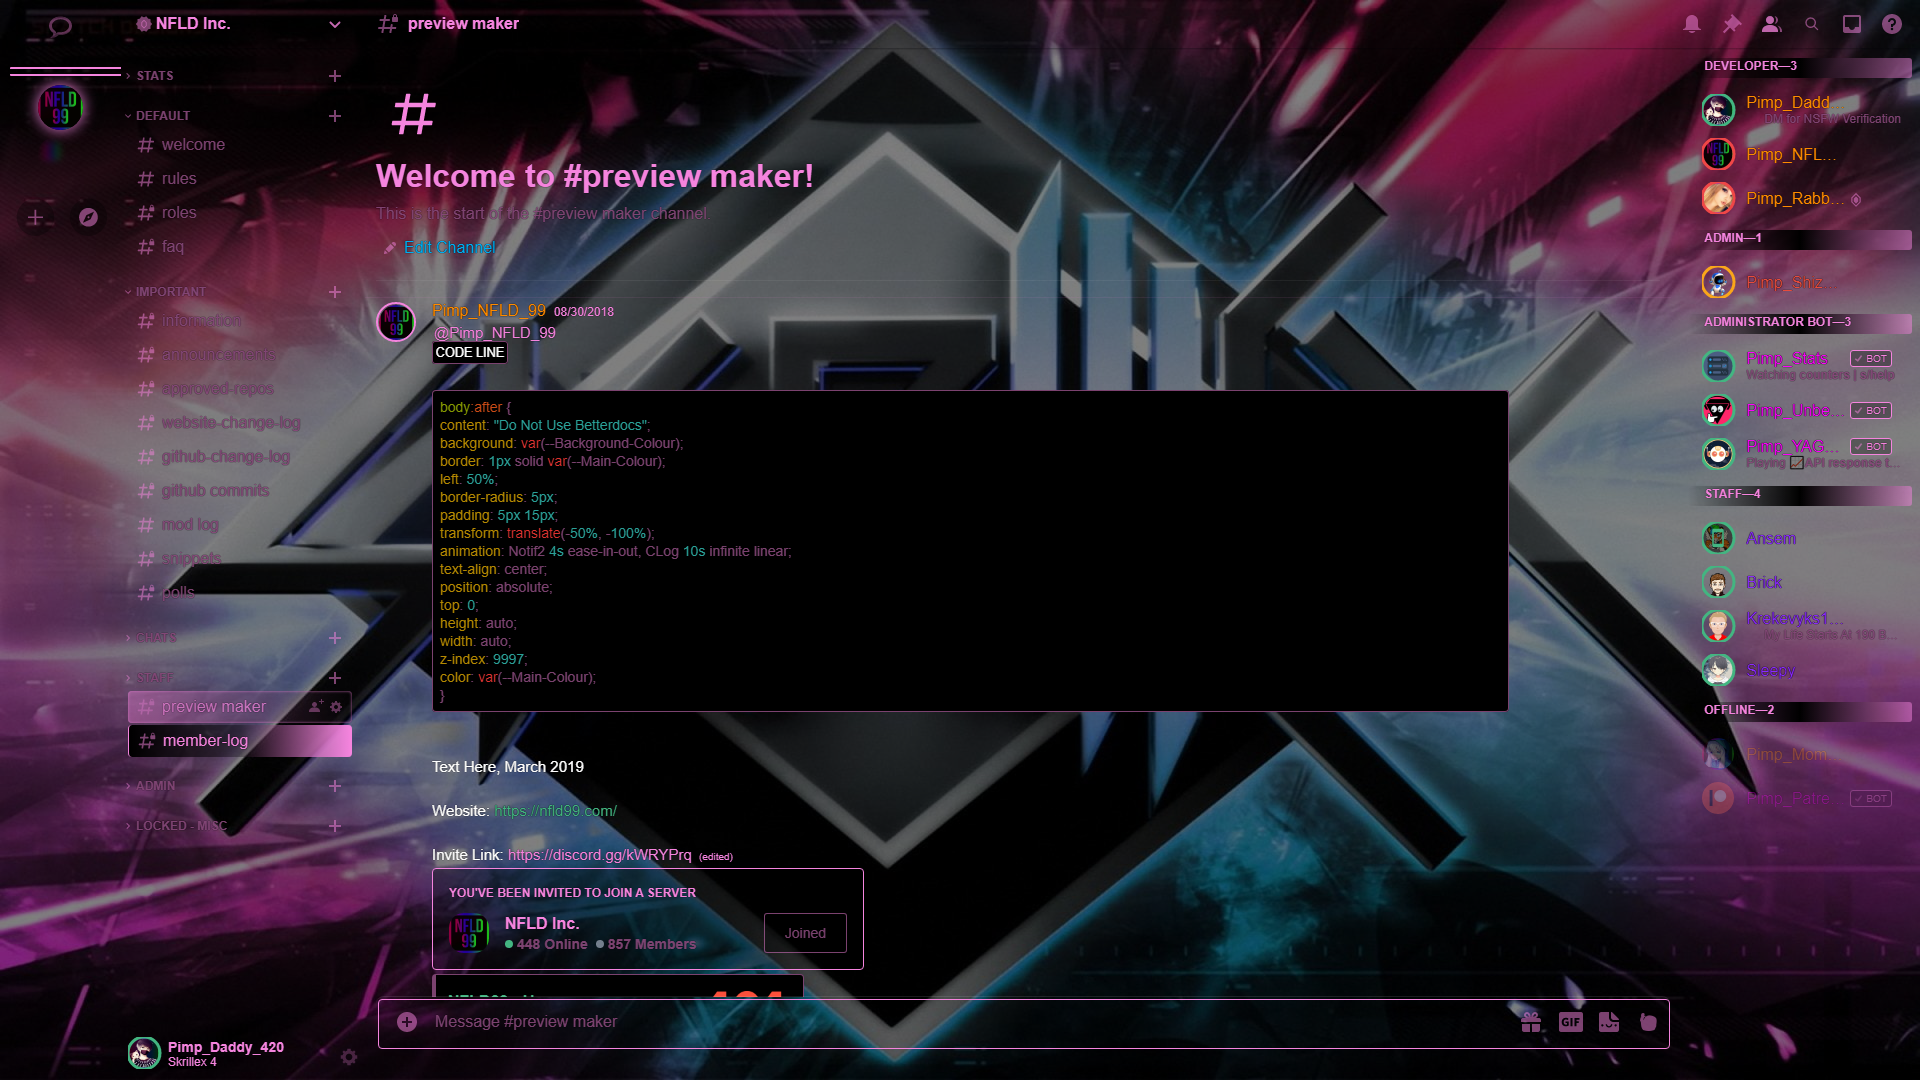 NFLD Inc.
preview maker
STATS
DEFAULT
welcome
rules
roles
faq
IMPORTANT
information
announcements
approved-repos
website-change-log
github-change-log
github commits
mod log
snippets
polls
CHATS
STAFF
preview maker
member-log
ADMIN
LOCKED - MISC
Pimp_Daddy_420
Skrillex 4
NFLD
99
#
Welcome to #preview maker!
This is the start of the #preview maker channel.
Edit Channel
Pimp_NFLD_99 08/30/2018
@Pimp_NFLD_99
CODE LINE
body:after {
content: "Do Not Use Betterdocs";
background: var(--Background-Colour);
border: 1px solid var(--Main-Colour);
left: 50%;
border-radius: 5px;
padding: 5px 15px;
transform: translate(-50%, -100%);
animation: Notif2 4s ease-in-out, CLog 10s infinite linear;
text-align: center;
position: absolute;
top: 0;
height: auto;
width: auto;
z-index: 9997;
color: var(--Main-Colour);
}
Text Here, March 2019
Website: https://nfld99.com/
Invite Link: https://discord.gg/kWRYPrq (edited)
YOU'VE BEEN INVITED TO JOIN A SERVER
NFLD Inc.
448 Online 857 Members
Joined
Message #preview maker
GIF
DEVELOPER—3
Pimp_Dadd...
DM for NSFW Verification
Pimp_NFL...
Pimp_Rabb...
ADMIN—1
Pimp_Shiz...
ADMINISTRATOR BOT—3
Pimp_Stats BOT
Watching counters | s/help
Pimp_Unbe... BOT
Pimp_YAG... BOT
Playing API response t...
STAFF—4
Ansem
Brick
Krekovyks1...
My Life Starts At 190 B...
Sleepy
OFFLINE—2
Pimp_Mom...
Pimp_Patre... BOT